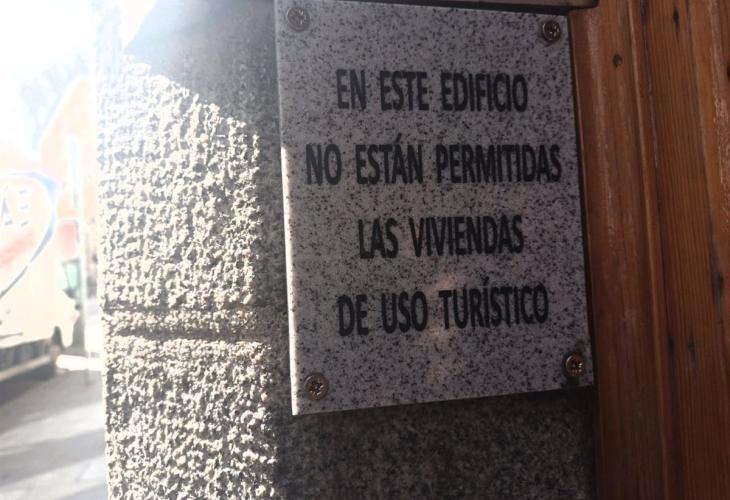 EN ESTE EDIFICIO
NO ESTÁN PERMITIDAS
LAS VIVIENDAS
DE USO TURÍSTICO